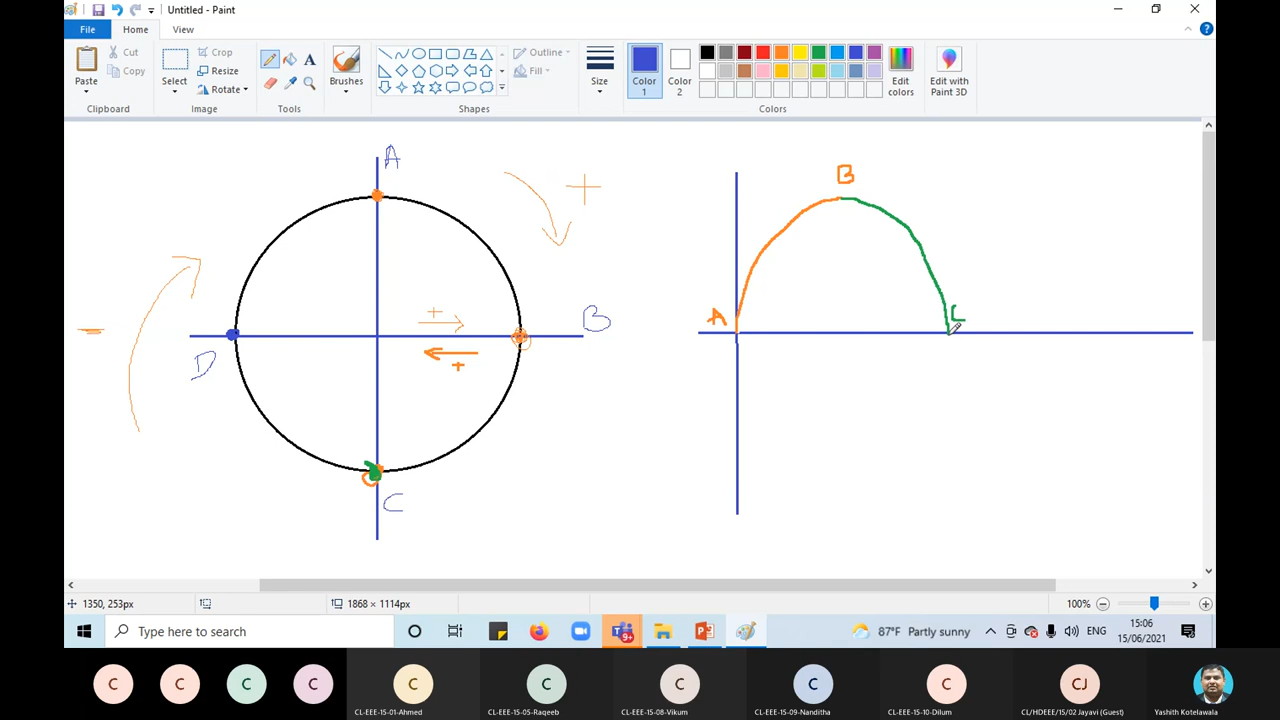 Untitled - Paint
File
Home
View
Paste
Cut
Copy
Clipboard
Select
Crop
Resize
Rotate
Image
A
Tools
Brushes
Shapes
Outline
Fill
Size
Color
1
Color
2
Edit
colors
Edit with
Paint 3D
Colors
A
+
B
+
B
A
C
-
D
+
C
1350, 253px
1868 × 1114px
100%
Type here to search
9+
87°F Partly sunny
ENG
15:06
15/06/2021
C
C
C
C
C
C
C
C
C
CJ
CL-EEE-15-01-Ahmed
CL-EEE-15-05-Raqeeb
CL-EEE-15-08-Vikum
CL-EEE-15-09-Nanditha
CL-EEE-15-10-Dilum
CL/HDEEE/15/02 Jayavi (Guest)
Yashith Kotelawala